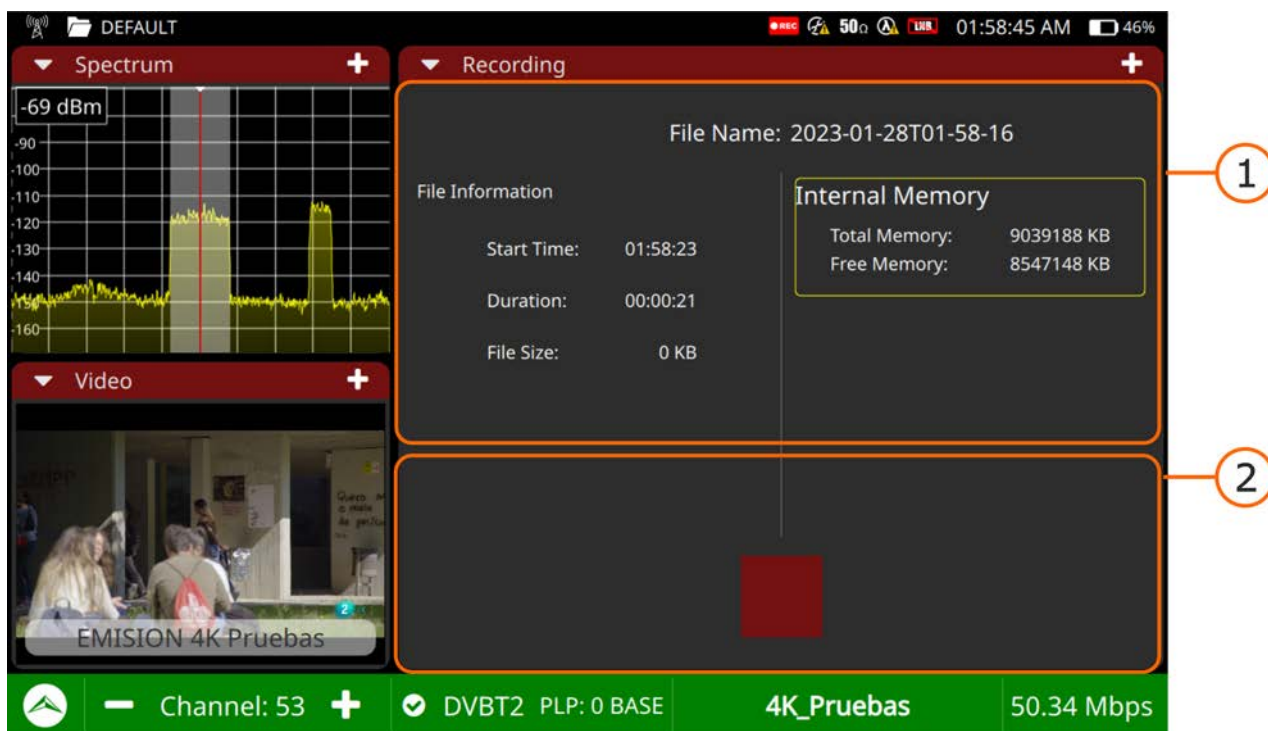 DEFAULT
REC 50Ω LNB 01:58:45 AM 46%
Spectrum +
-69 dBm
-90
-100
-110
-120
-130
-140
-150
-160
Video +
EMISION 4K Pruebas
2
Recording +
File Name: 2023-01-28T01-58-16
File Information
Start Time: 01:58:23
Duration: 00:00:21
File Size: 0 KB
Internal Memory
Total Memory: 9039188 KB
Free Memory: 8547148 KB
1
2
− Channel: 53 +
DVBT2 PLP: 0 BASE
4K_Pruebas
50.34 Mbps